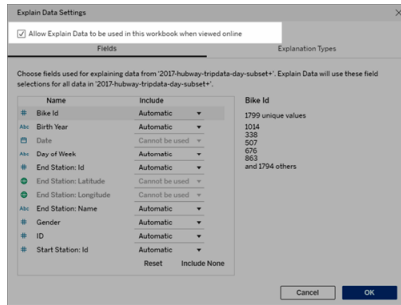 Explain Data Settings
Allow Explain Data to be used in this workbook when viewed online
Fields Explanation Types
Choose fields used for explaining data from '2017-hubway-tripdata-day-subset+'. Explain Data will use these field
selections for all data in '2017-hubway-tripdata-day-subset+'.
Name Include Bike Id
# Bike Id Automatic 1799 unique values
Abc Birth Year Automatic 1014
Date Cannot be used 338
Abc Day of Week Automatic 507
# End Station: Id Automatic 676
End Station: Latitude Cannot be used 863
End Station: Longitude Cannot be used and 1794 others
Abc End Station: Name Automatic
# Gender Automatic
# ID Automatic
# Start Station: Id Automatic
Reset Include None
Cancel OK